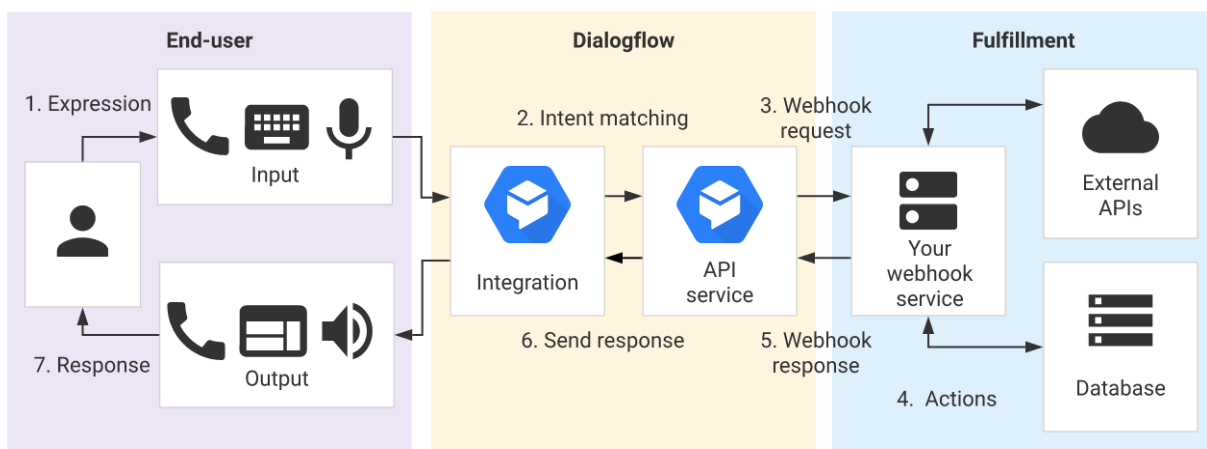 End-user
Dialogflow
Fulfillment
1. Expression
Input
2. Intent matching
3. Webhook
request
External
APIs
Integration
API
service
Your
webhook
service
7. Response
Output
6. Send response
5. Webhook
response
4. Actions
Database